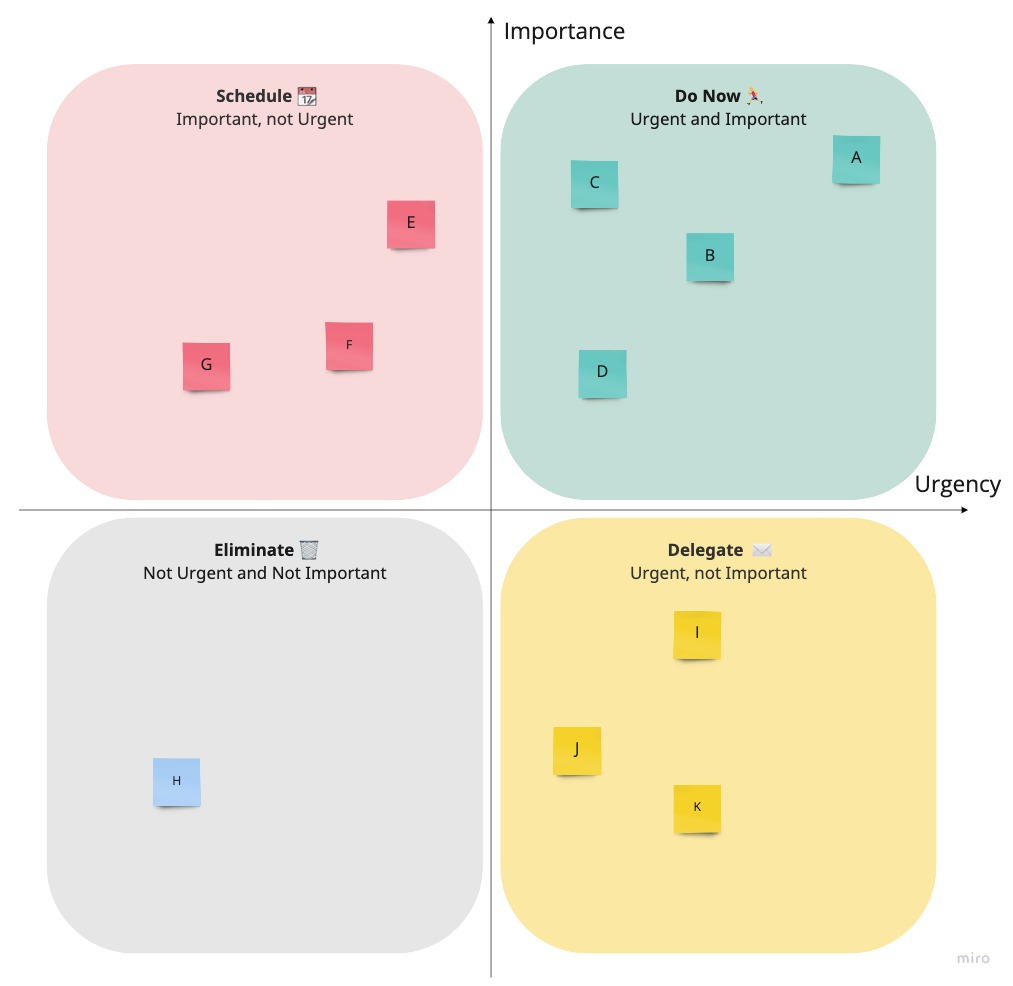 Importance
Schedule 📆
Important, not Urgent
E
F
G
Do Now 🏃‍♀️
Urgent and Important
A
C
B
D
Urgency
Eliminate 🗑️
Not Urgent and Not Important
H
Delegate ✉️
Urgent, not Important
I
J
K
miro